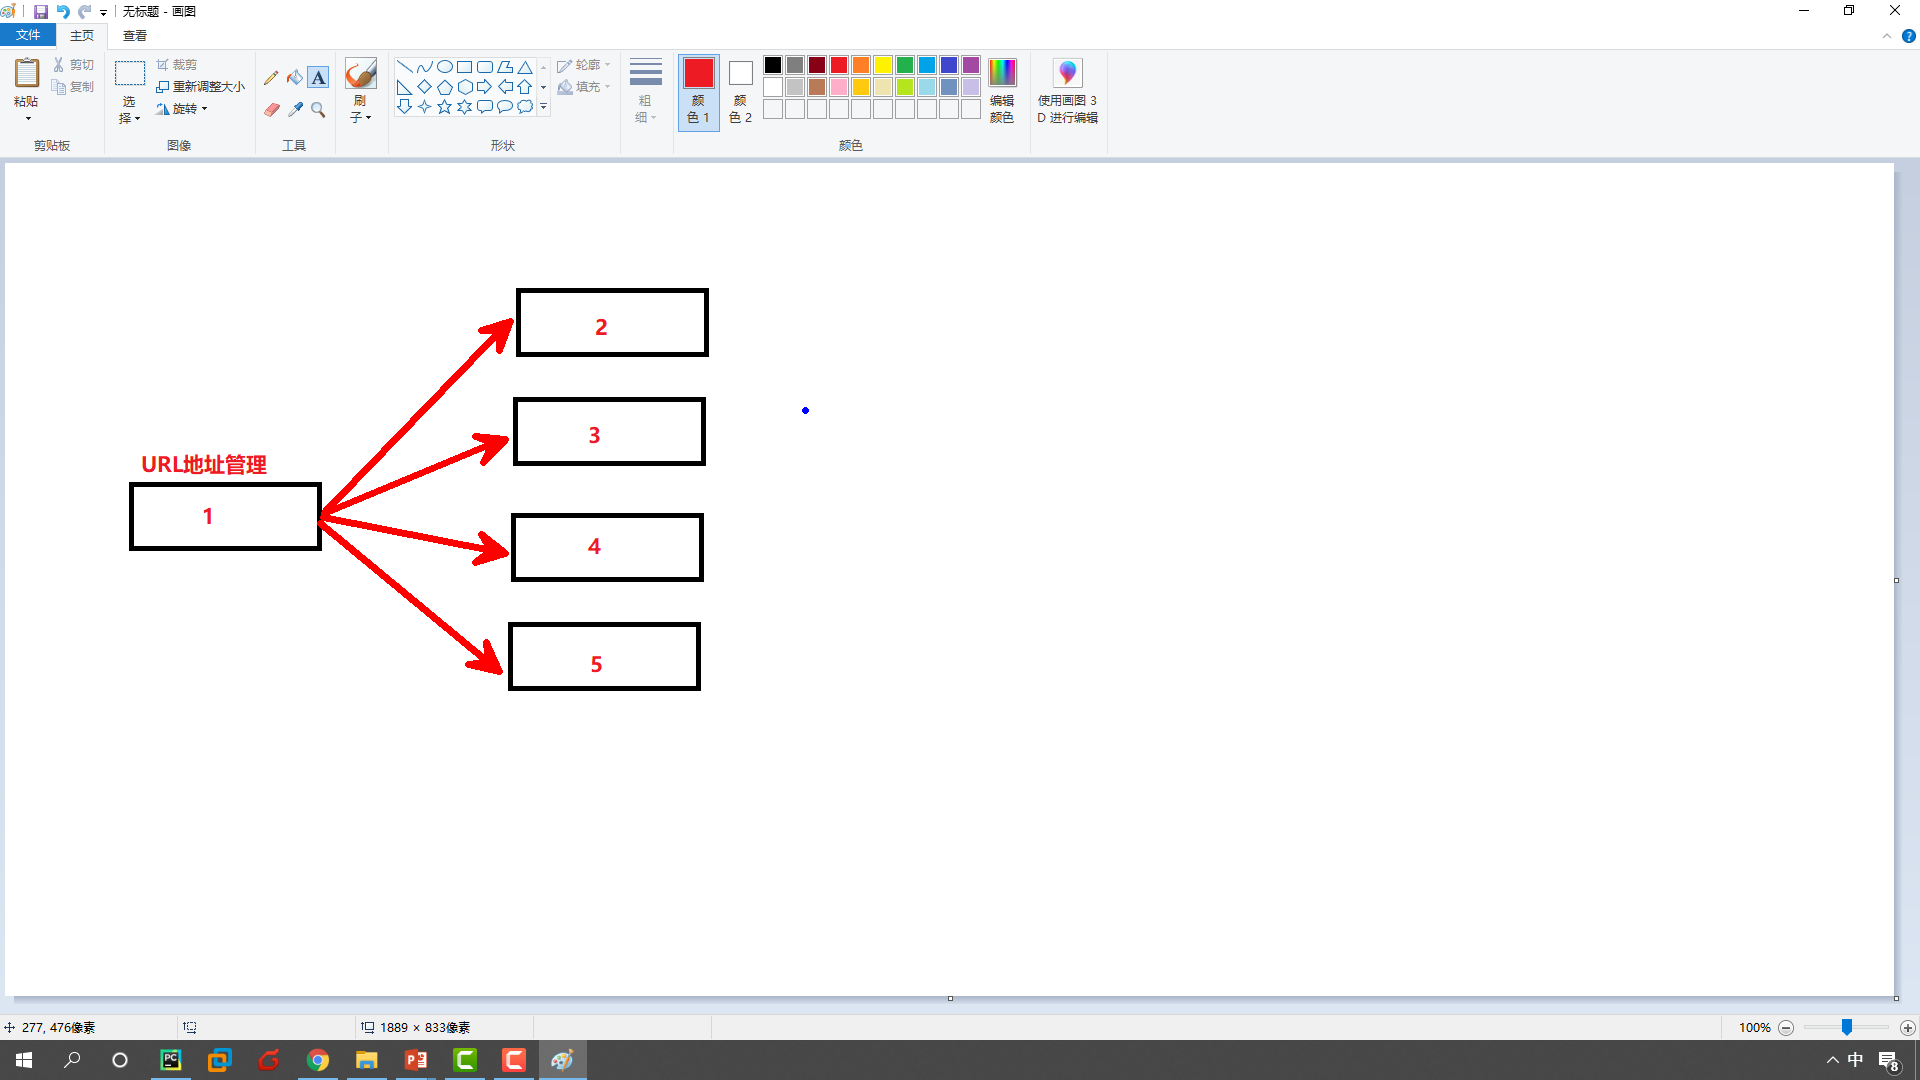 无标题 - 画图
文件
主页
查看
粘贴
剪切
复制
剪贴板
选
择
裁剪
重新调整大小
旋转
图像
A
工具
刷
子
轮廓
填充
形状
粗
细
颜
色 1
颜
色 2
编辑
颜色
颜色
使用画图 3
D 进行编辑
2
3
URL地址管理
1
4
5
277, 476像素
1889 × 833像素
100%
PC
P
C
C
中
8